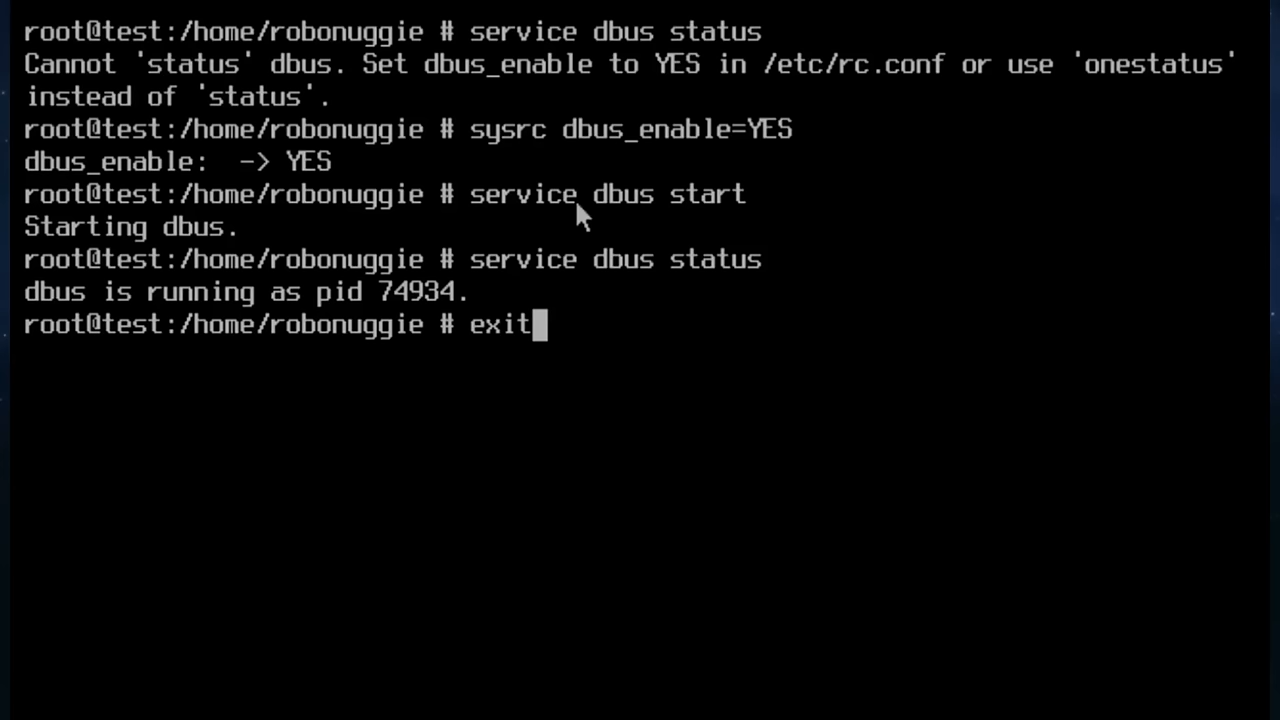 root@test:/home/robonuggie # service dbus status
Cannot 'status' dbus. Set dbus_enable to YES in /etc/rc.conf or use 'onestatus'
instead of 'status'.
root@test:/home/robonuggie # sysrc dbus_enable=YES
dbus_enable:  -> YES
root@test:/home/robonuggie # service dbus start
Starting dbus.
root@test:/home/robonuggie # service dbus status
dbus is running as pid 74934.
root@test:/home/robonuggie # exit